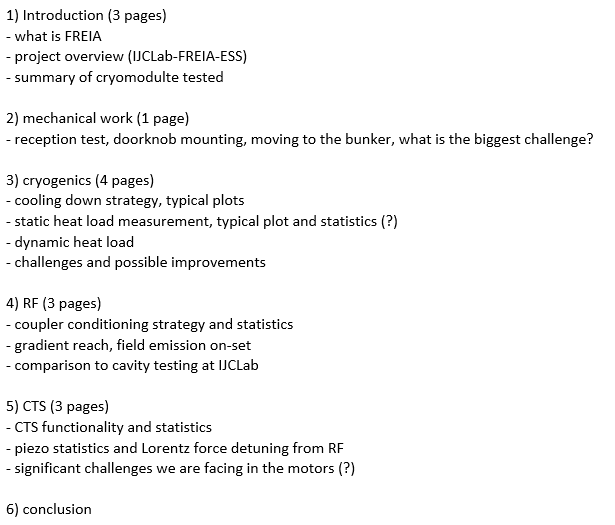 1) Introduction (3 pages)
- what is FREIA
- project overview (IJCLab-FREIA-ESS)
- summary of cryomodulte tested
2) mechanical work (1 page)
- reception test, doorknob mounting, moving to the bunker, what is the biggest challenge?
3) cryogenics (4 pages)
- cooling down strategy, typical plots
- static heat load measurement, typical plot and statistics (?)
- dynamic heat load
- challenges and possible improvements
4) RF (3 pages)
- coupler conditioning strategy and statistics
- gradient reach, field emission on-set
- comparison to cavity testing at IJCLab
5) CTS (3 pages)
- CTS functionality and statistics
- piezo statistics and Lorentz force detuning from RF
- significant challenges we are facing in the motors (?)
6) conclusion